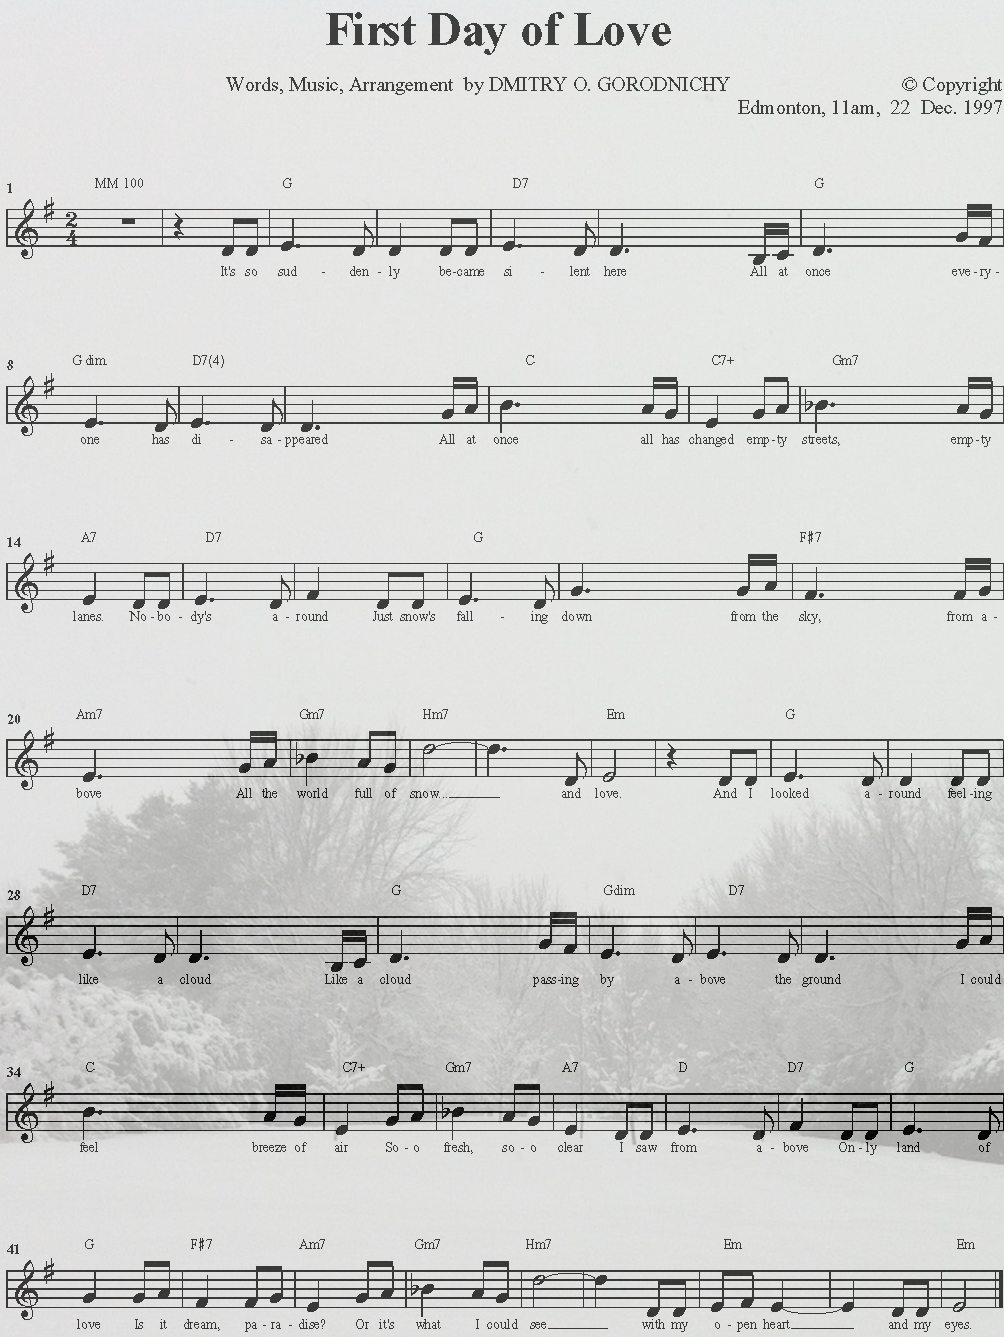 First Day of Love
Words, Music, Arrangement by DMITRY O. GORODNICHY © Copyright
Edmonton, 11am, 22 Dec. 1997
1 MM 100 G D7 G
2 4
It's so sud - den - ly be-came si - lent here All at once eve-ry-
8 G dim D7(4) C C7+ Gm7
one has di - sa-ppeared All at once all has changed emp-ty streets, emp-ty
14 A7 D7 G F♯7
lanes. No-bo-dy's a-round Just snow's fall - ing down from the sky, from a-
20 Am7 Gm7 Hm7 Em G
bove All the world full of snow... and love. And I looked a-round feel-ing
28 D7 G Gdim D7
like a cloud Like a cloud pass-ing by a-bove the ground I could
34 C C7+ Gm7 A7 D D7 G
feel breeze of air So-o fresh, so-o clear I saw from a-bove On-ly land of
41 G F♯7 Am7 Gm7 Hm7 Em Em
love Is it dream, pa-ra-dise? Or it's what I could see with my o-pen heart and my eyes.